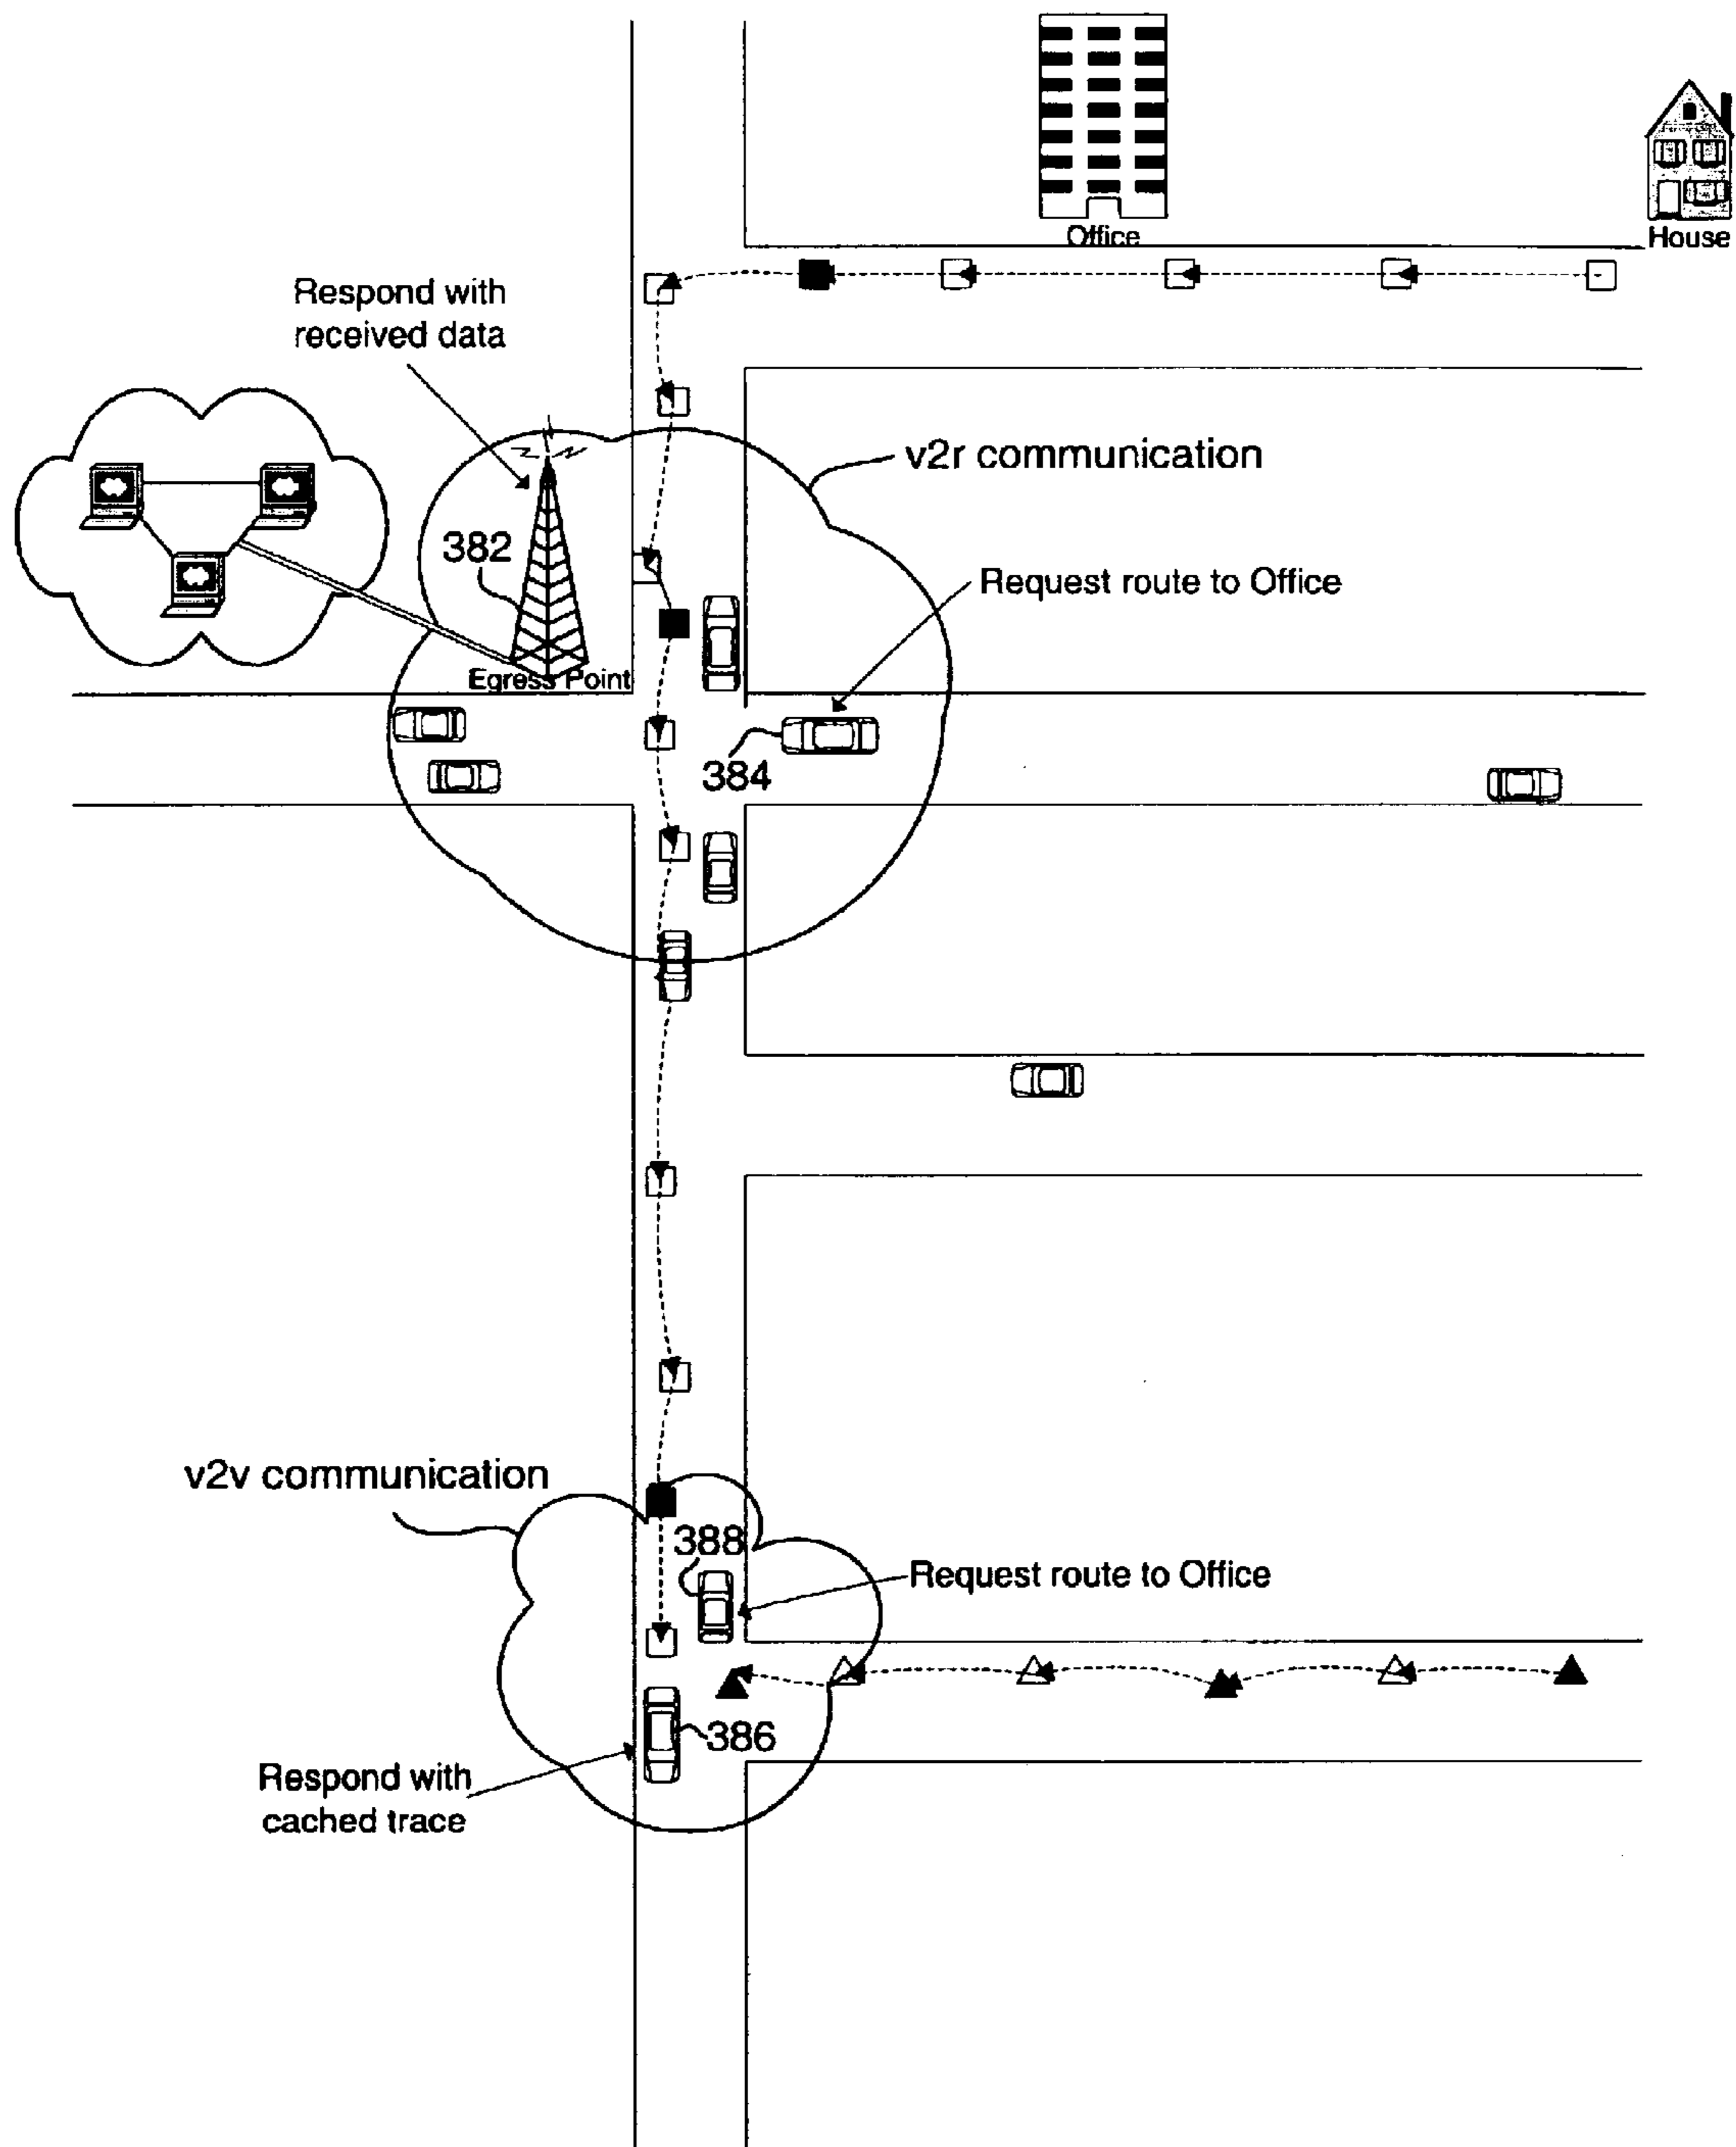 Office
House
Respond with
received data
v2r communication
382
Request route to Office
Egress Point
384
v2v communication
388
Request route to Office
386
Respond with
cached trace